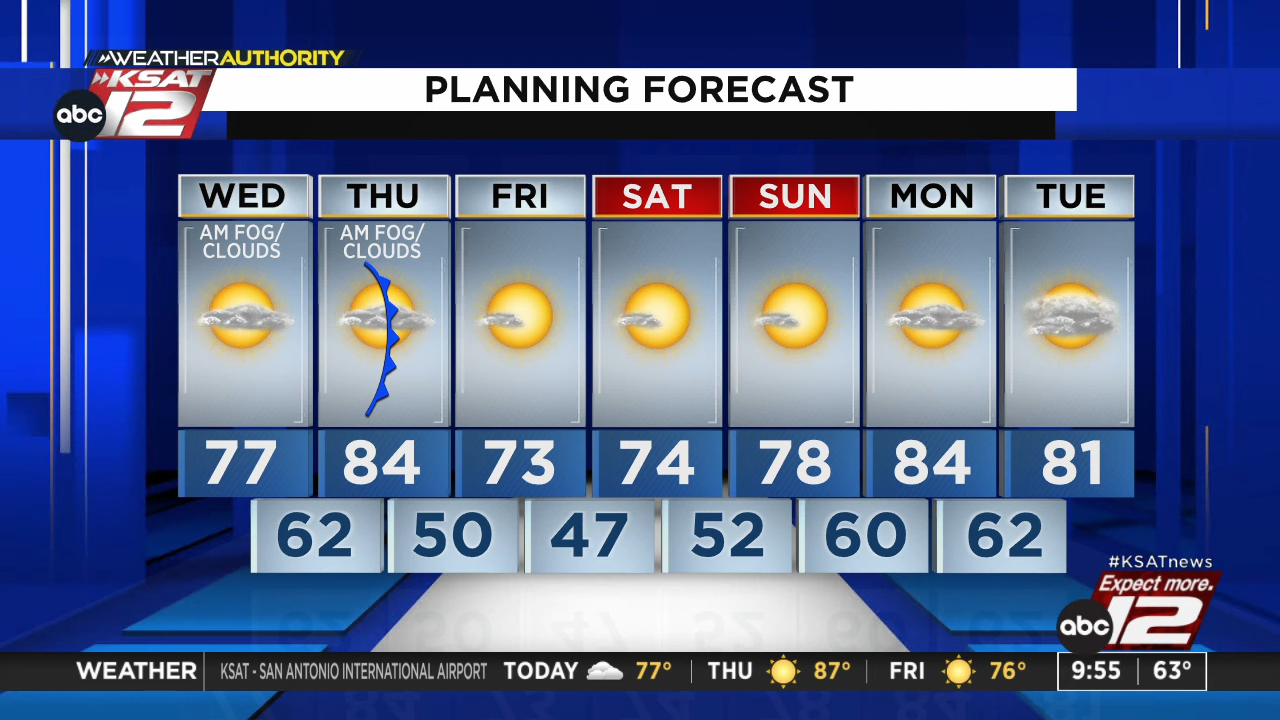 WEATHERAUTHORITY
KSAT
abc 12
PLANNING FORECAST
WED THU FRI SAT SUN MON TUE
AM FOG/ AM FOG/
CLOUDS CLOUDS
77 84 73 74 78 84 81
62 50 47 52 60 62
#KSATnews
Expect more.
abc 12
WEATHER KSAT - SAN ANTONIO INTERNATIONAL AIRPORT TODAY 77° THU 87° FRI 76° 9:55 63°